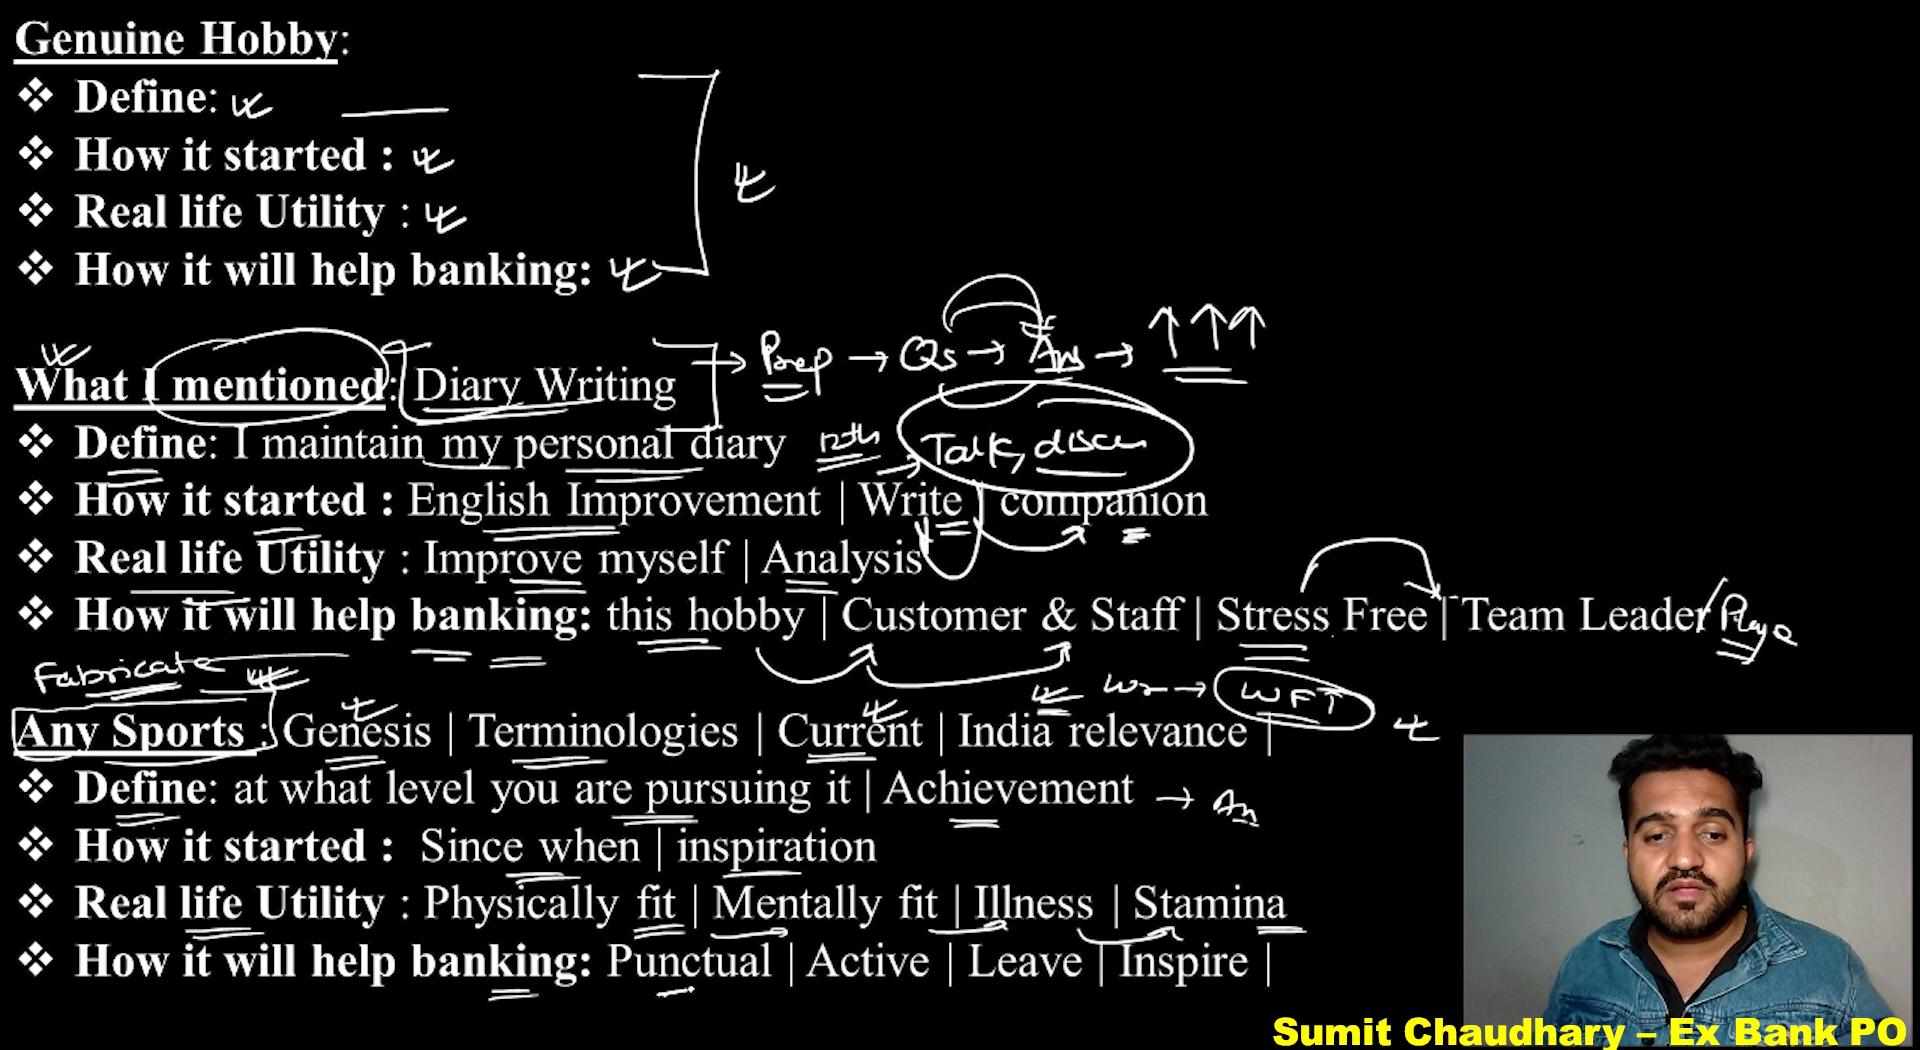 Genuine Hobby:
❖ Define:
❖ How it started :
❖ Real life Utility :
❖ How it will help banking:
Prep → Qs → Ans → ↑↑↑
What I mentioned: Diary Writing
❖ Define: I maintain my personal diary 12th → Talk, discu
❖ How it started : English Improvement | Write | companion
❖ Real life Utility : Improve myself | Analysis
❖ How it will help banking: this hobby | Customer & Staff | Stress Free | Team Leader/Playe
Fabricate
→ WFI
Any Sports : Genesis | Terminologies | Current | India relevance |
❖ Define: at what level you are pursuing it | Achievement → An
❖ How it started : Since when | inspiration
❖ Real life Utility : Physically fit | Mentally fit | Illness | Stamina
❖ How it will help banking: Punctual | Active | Leave | Inspire |
Sumit Chaudhary – Ex Bank PO